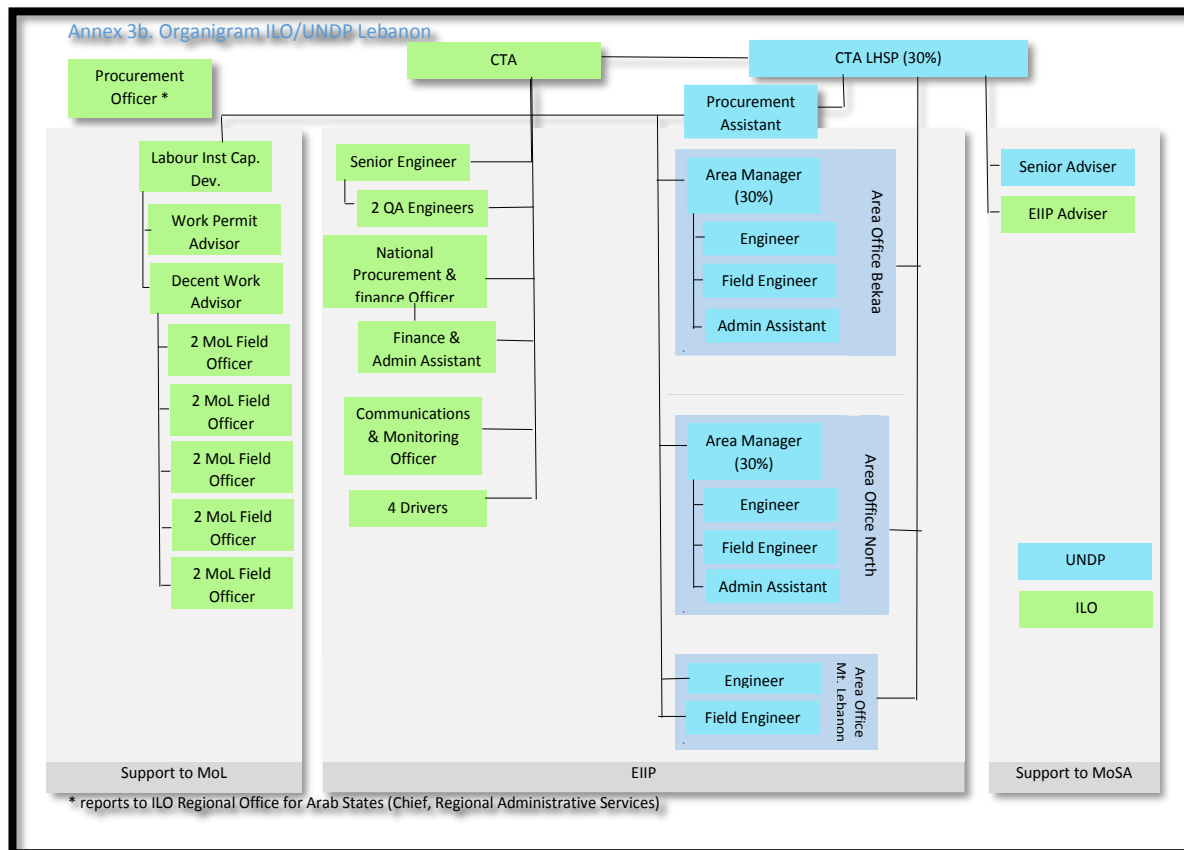 Annex 3b. Organigram ILO/UNDP Lebanon
CTA
CTA LHSP (30%)
Procurement
Officer *
Procurement
Assistant
Labour Inst Cap.
Dev.
Work Permit
Advisor
Decent Work
Advisor
2 MoL Field
Officer
2 MoL Field
Officer
2 MoL Field
Officer
2 MoL Field
Officer
2 MoL Field
Officer
Support to MoL
Senior Engineer
2 QA Engineers
National
Procurement &
finance Officer
Finance &
Admin Assistant
Communications
& Monitoring
Officer
4 Drivers
Area Manager
(30%)
Engineer
Field Engineer
Admin Assistant
Area Office Bekaa
Area Manager
(30%)
Engineer
Field Engineer
Admin Assistant
Area Office North
Engineer
Field Engineer
Area Office
Mt. Lebanon
EIIP
Senior Adviser
EIIP Adviser
UNDP
ILO
Support to MoSA
* reports to ILO Regional Office for Arab States (Chief, Regional Administrative Services)